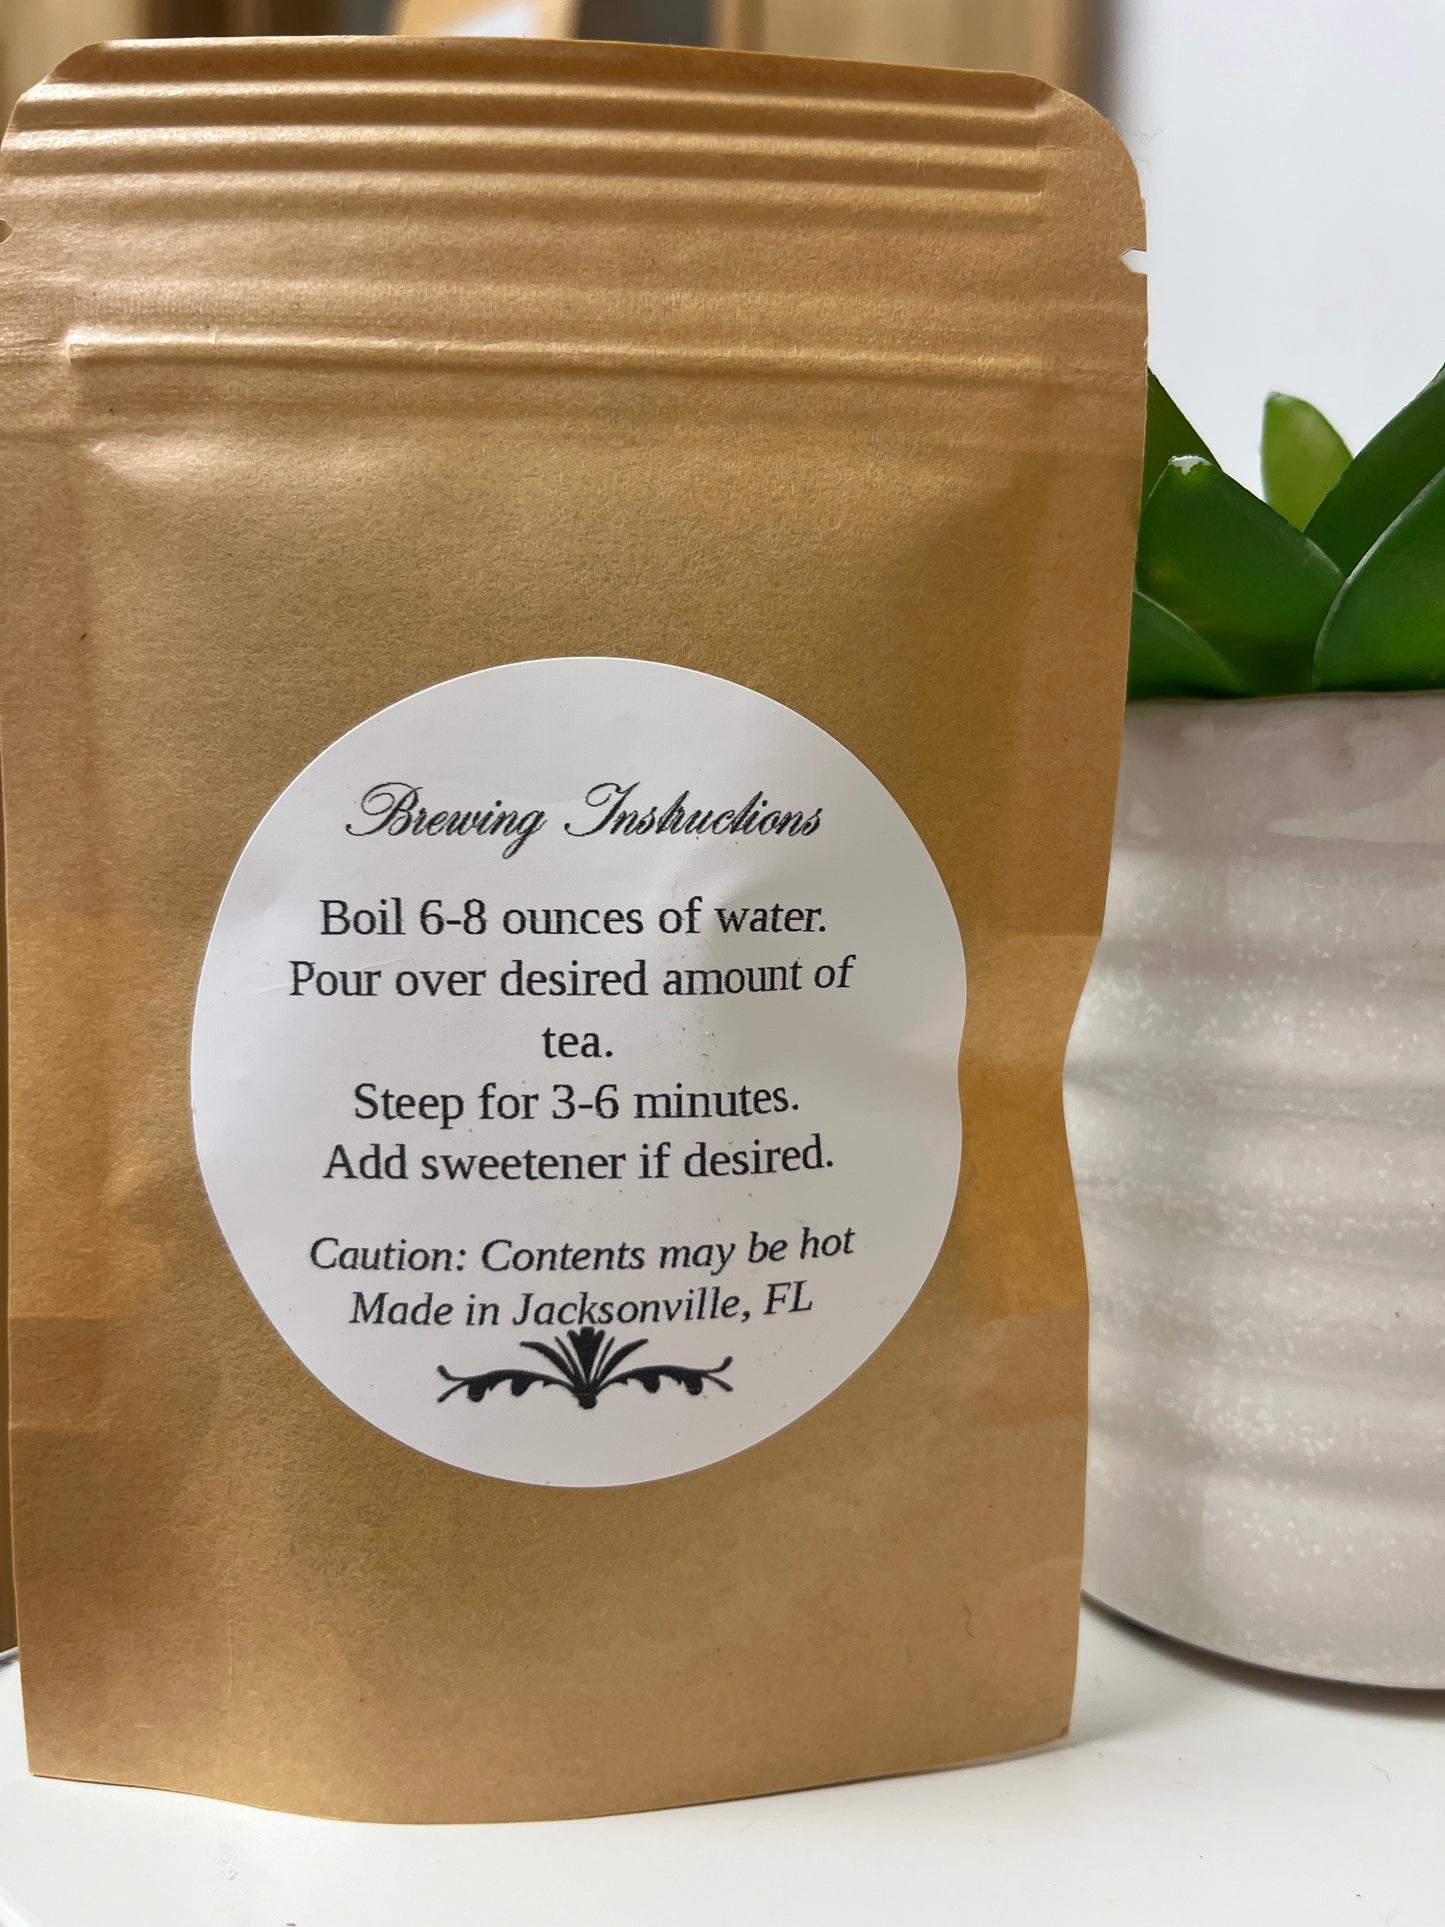 Brewing Instructions
Boil 6-8 ounces of water.
Pour over desired amount of
tea.
Steep for 3-6 minutes.
Add sweetener if desired.
Caution: Contents may be hot
Made in Jacksonville, FL